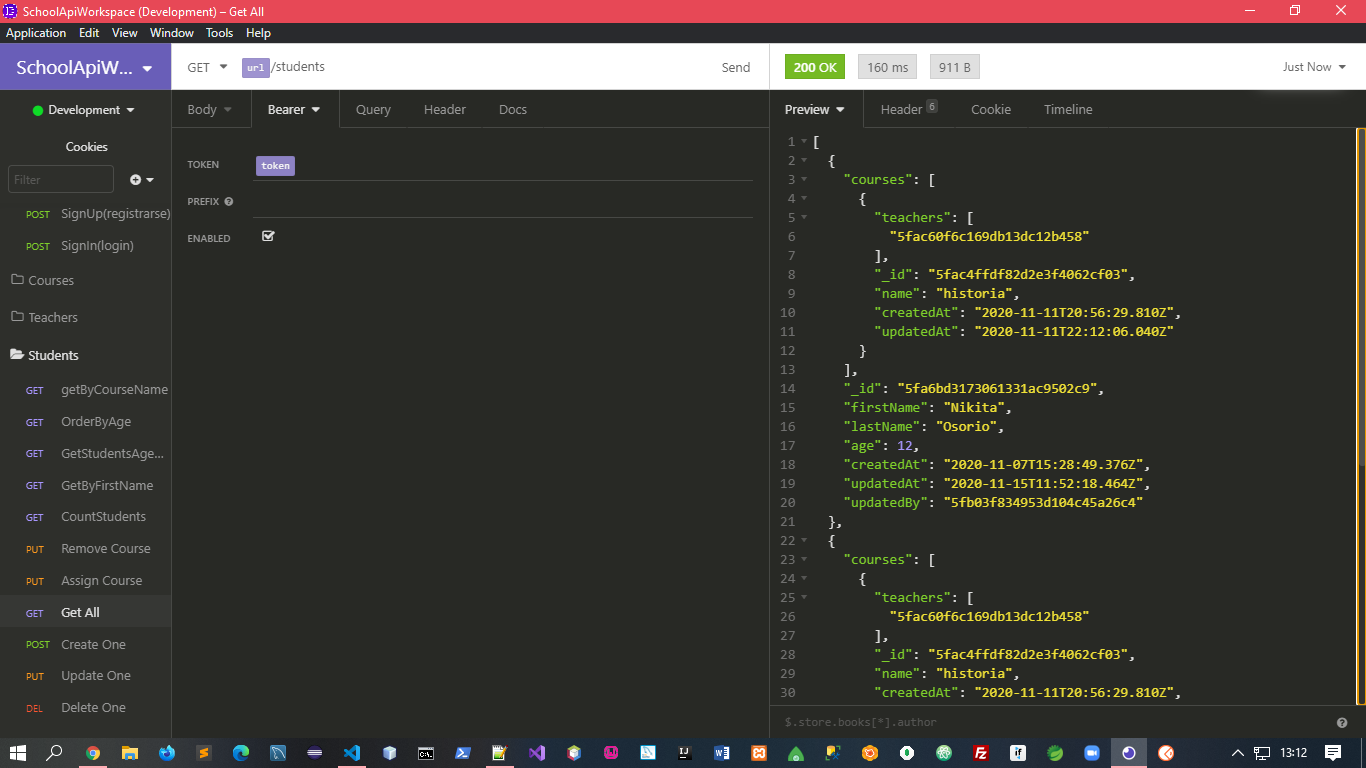 SchoolApiWorkspace (Development) – Get All
Application Edit View Window Tools Help
SchoolApiW...
GET url/students Send
200 OK 160 ms 911 B Just Now
Development
Cookies
Filter
POST SignUp(registrarse)
POST SignIn(login)
Courses
Teachers
Students
GET getByCourseName
GET OrderByAge
GET GetStudentsAge...
GET GetByFirstName
GET CountStudents
PUT Remove Course
PUT Assign Course
GET Get All
POST Create One
PUT Update One
DEL Delete One
Body Bearer Query Header Docs
TOKEN token
PREFIX
ENABLED
Preview Header 6 Cookie Timeline
1 [
2 {
3 "courses": [
4 {
5 "teachers": [
6 "5fac60f6c169db13dc12b458"
7 ],
8 "_id": "5fac4ffdf82d2e3f4062cf03",
9 "name": "historia",
10 "createdAt": "2020-11-11T20:56:29.810Z",
11 "updatedAt": "2020-11-11T22:12:06.040Z"
12 }
13 ],
14 "_id": "5fa6bd3173061331ac9502c9",
15 "firstName": "Nikita",
16 "lastName": "Osorio",
17 "age": 12,
18 "createdAt": "2020-11-07T15:28:49.376Z",
19 "updatedAt": "2020-11-15T11:52:18.464Z",
20 "updatedBy": "5fb03f834953d104c45a26c4"
21 },
22 {
23 "courses": [
24 {
25 "teachers": [
26 "5fac60f6c169db13dc12b458"
27 ],
28 "_id": "5fac4ffdf82d2e3f4062cf03",
29 "name": "historia",
30 "createdAt": "2020-11-11T20:56:29.810Z",
$.store.books[*].author
13:12